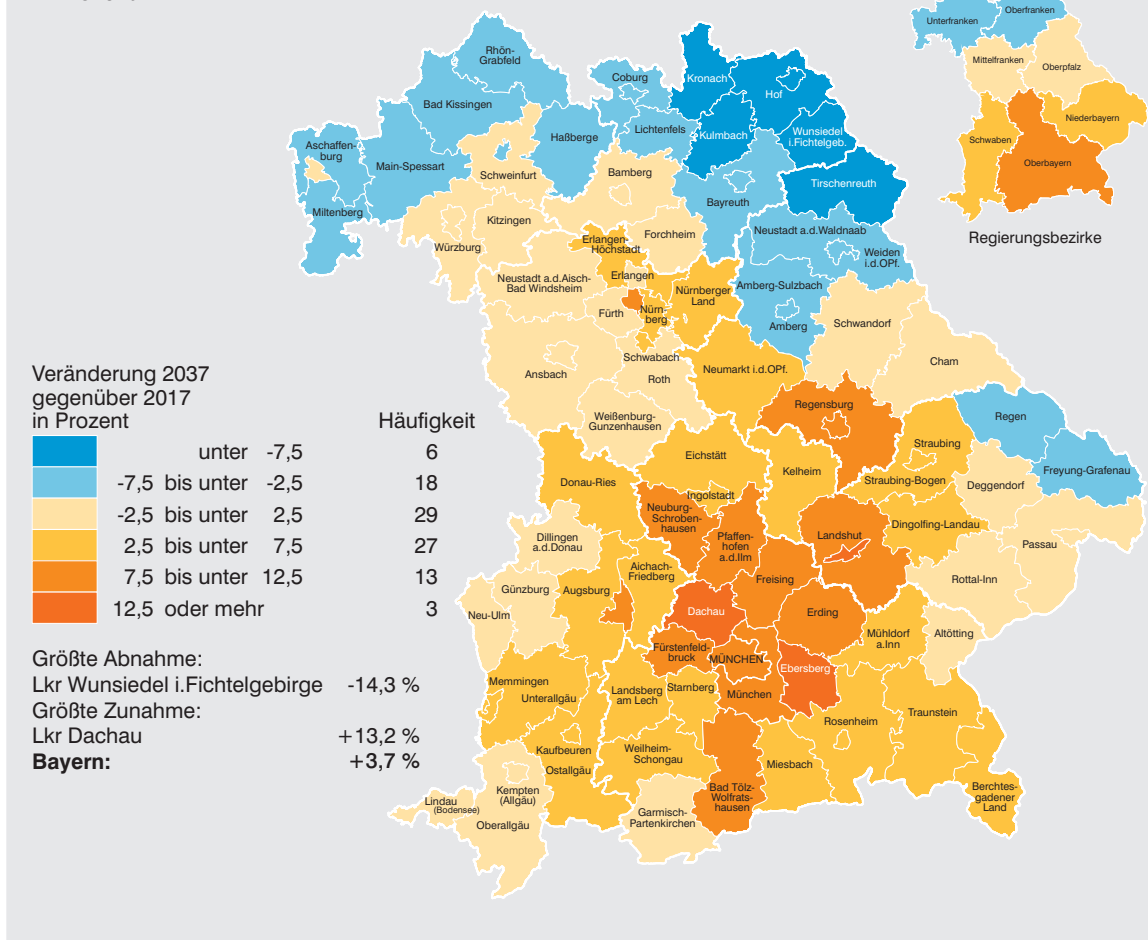 Unterfranken
Oberfranken
Mittelfranken
Oberpfalz
Niederbayern
Schwaben
Oberbayern
Regierungsbezirke
Rhön-
Grabfeld
Coburg
Kronach
Hof
Bad Kissingen
Lichtenfels
Kulmbach
Wunsiedel
i.Fichtelgeb.
Aschaffen-
burg
Haßberge
Main-Spessart
Schweinfurt
Bamberg
Tirschenreuth
Miltenberg
Bayreuth
Kitzingen
Würzburg
Erlangen-
Höchstadt
Forchheim
Neustadt a.d.Waldnaab
Weiden
i.d.OPf.
Neustadt a.d.Aisch-
Bad Windsheim
Erlangen
Nürnberger
Land
Amberg-Sulzbach
Fürth
Nürn-
berg
Amberg
Schwandorf
Schwabach
Ansbach
Roth
Neumarkt i.d.OPf.
Cham
Weißenburg-
Gunzenhausen
Regensburg
Regen
Eichstätt
Kelheim
Straubing
Freyung-Grafenau
Donau-Ries
Straubing-Bogen
Deggendorf
Ingolstadt
Neuburg-
Schroben-
hausen
Pfaffen-
hofen
a.d.Ilm
Landshut
Dingolfing-Landau
Dillingen
a.d.Donau
Passau
Aichach-
Friedberg
Freising
Rottal-Inn
Günzburg
Augsburg
Neu-Ulm
Dachau
Erding
Mühldorf
a.Inn
Altötting
Fürstenfeld-
bruck
MÜNCHEN
Ebersberg
Memmingen
Unterallgäu
Landsberg
am Lech
Starnberg
München
Rosenheim
Traunstein
Kaufbeuren
Ostallgäu
Weilheim-
Schongau
Miesbach
Bad Tölz-
Wolfrats-
hausen
Berchtes-
gadener
Land
Kempten
(Allgäu)
Lindau
(Bodensee)
Oberallgäu
Garmisch-
Partenkirchen
Veränderung 2037
gegenüber 2017
in Prozent Häufigkeit
unter -7,5 6
-7,5 bis unter -2,5 18
-2,5 bis unter 2,5 29
2,5 bis unter 7,5 27
7,5 bis unter 12,5 13
12,5 oder mehr 3
Größte Abnahme:
Lkr Wunsiedel i.Fichtelgebirge -14,3 %
Größte Zunahme:
Lkr Dachau +13,2 %
Bayern: +3,7 %